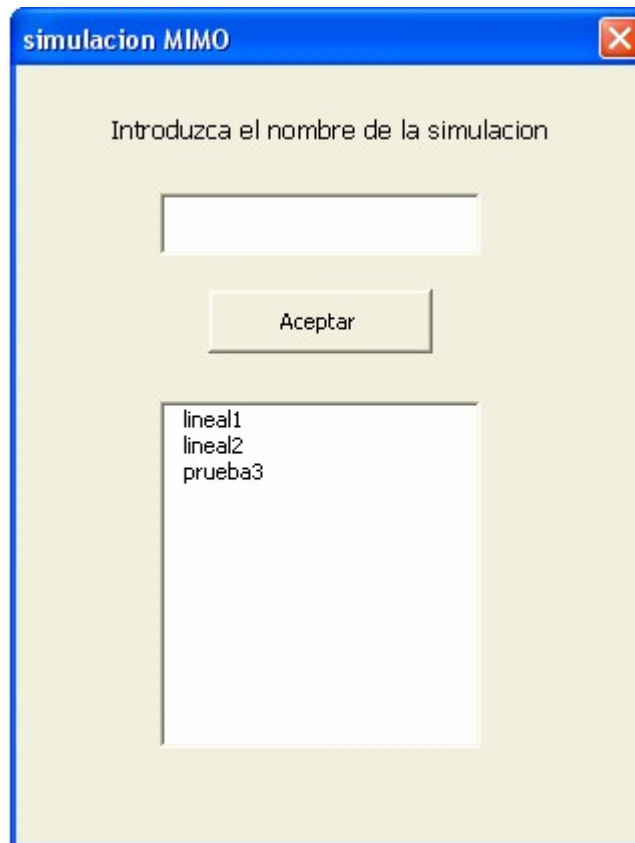 simulacion MIMO
Introduzca el nombre de la simulacion
Aceptar
lineal1
lineal2
prueba3